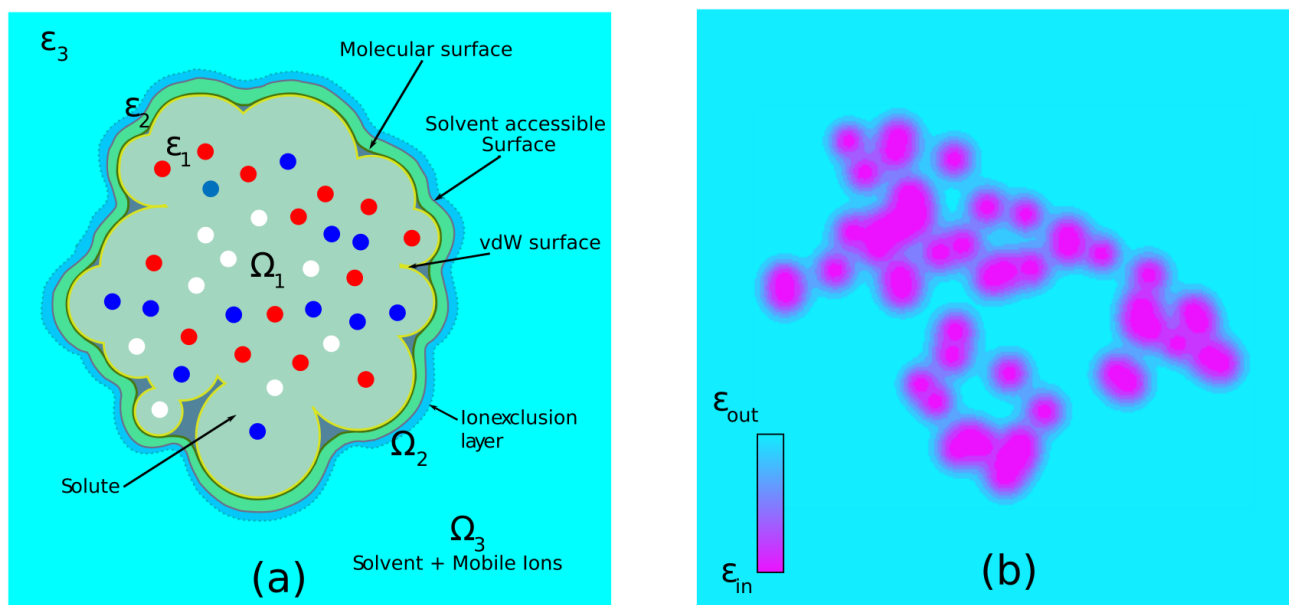 ε3
Molecular surface
ε2
Solvent accessible
Surface
ε1
vdW surface
Ω1
Ionexclusion
layer
Ω2
Solute
Ω3
Solvent + Mobile Ions
(a)
εout
εin
(b)